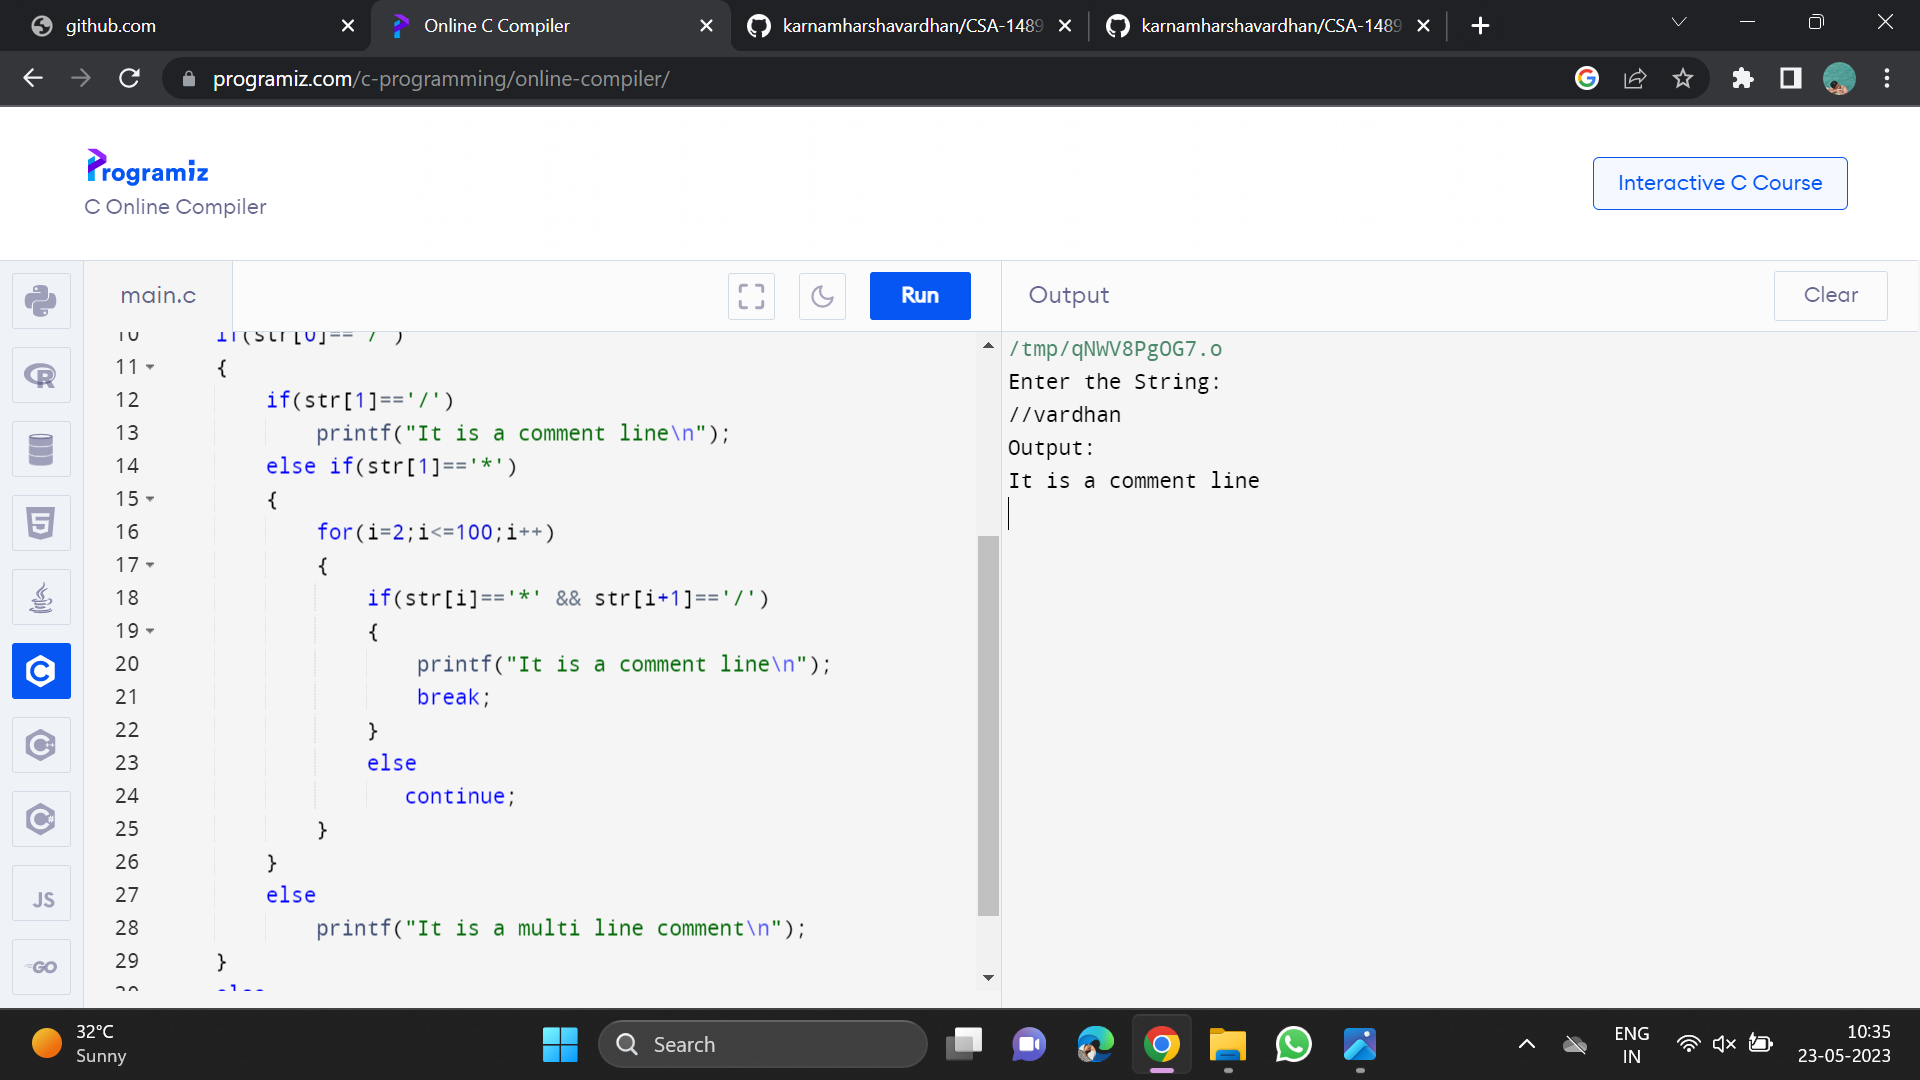 github.com
Online C Compiler
karnamharshavardhan/CSA-1489
karnamharshavardhan/CSA-1489
programiz.com/c-programming/online-compiler/
Programiz
C Online Compiler
Interactive C Course
main.c
Run
Output
Clear
10 if(str[0]=='/')
11 {
12 if(str[1]=='/')
13 printf("It is a comment line\n");
14 else if(str[1]=='*')
15 {
16 for(i=2;i<=100;i++)
17 {
18 if(str[i]=='*' && str[i+1]=='/')
19 {
20 printf("It is a comment line\n");
21 break;
22 }
23 else
24 continue;
25 }
26 }
27 else
28 printf("It is a multi line comment\n");
29 }
30 else
/tmp/qNWV8PgOG7.o
Enter the String:
//vardhan
Output:
It is a comment line
JS
GO
32°C
Sunny
Search
ENG
IN
10:35
23-05-2023